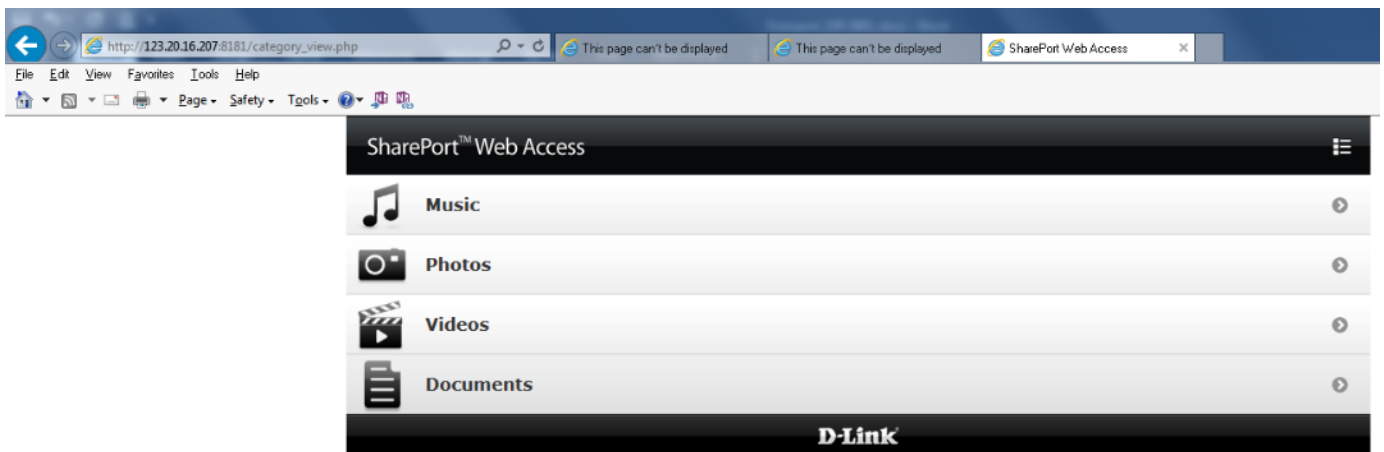 http://123.20.16.207:8181/category_view.php This page can't be displayed This page can't be displayed SharePort Web Access
File Edit View Favorites Tools Help
Page Safety Tools
SharePort™ Web Access
Music
Photos
Videos
Documents
D-Link